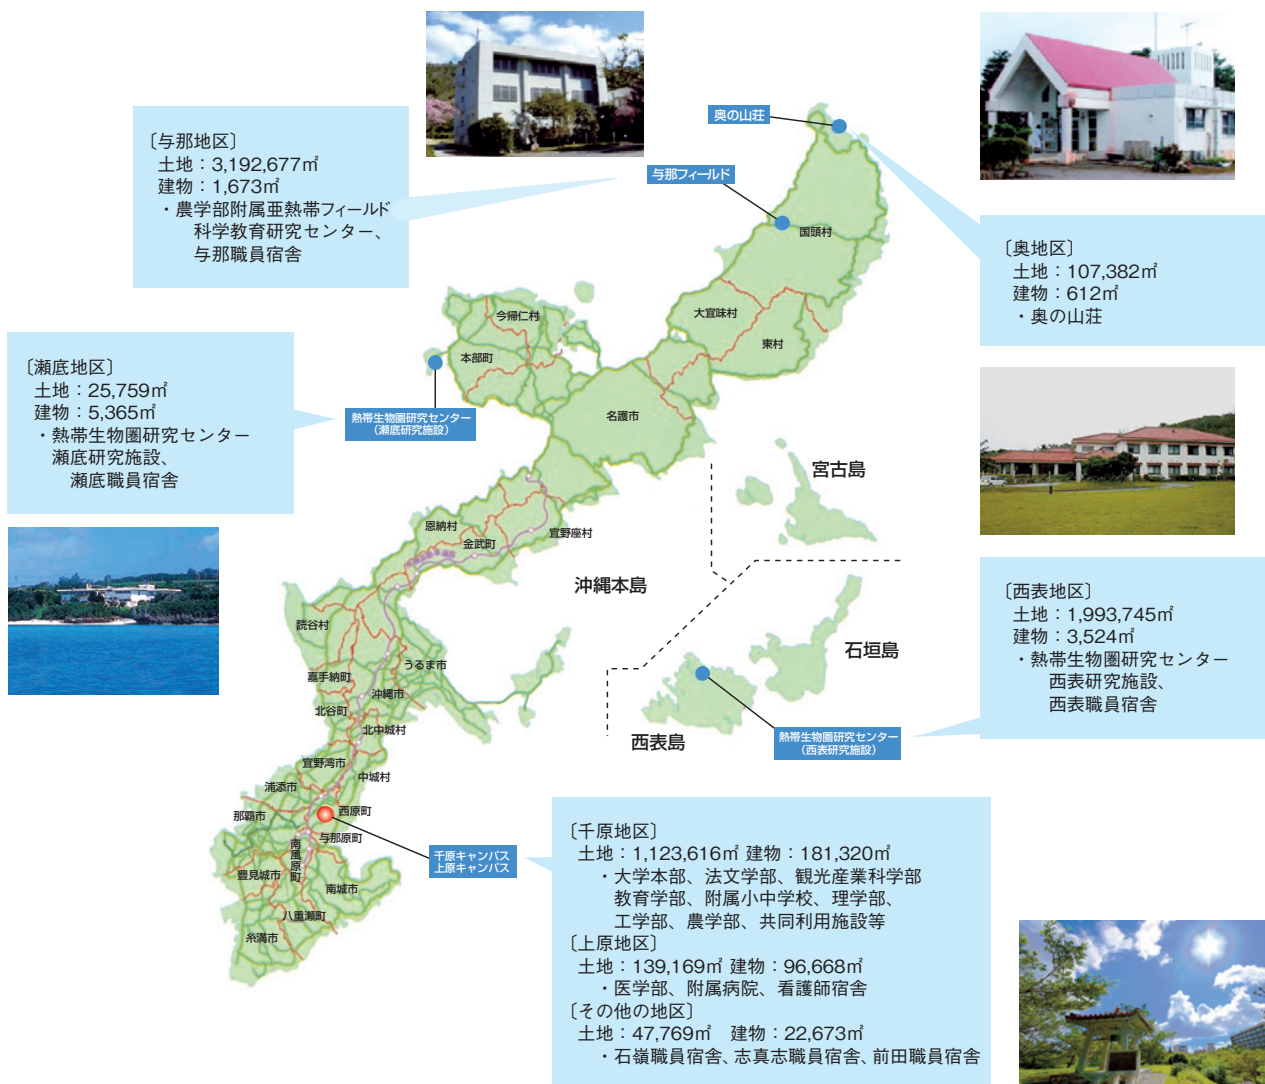 〔与那地区〕
土地：3,192,677㎡
建物：1,673㎡
・農学部附属亜熱帯フィールド
科学教育研究センター、
与那職員宿舎
奥の山荘
与那フィールド
〔奥地区〕
土地：107,382㎡
建物：612㎡
・奥の山荘
国頭村
大宜味村
東村
今帰仁村
本部町
名護市
〔瀬底地区〕
土地：25,759㎡
建物：5,365㎡
・熱帯生物圏研究センター
瀬底研究施設、
瀬底職員宿舎
熱帯生物圏研究センター
（瀬底研究施設）
宮古島
恩納村
金武町
宜野座村
沖縄本島
石垣島
西表島
熱帯生物圏研究センター
（西表研究施設）
〔西表地区〕
土地：1,993,745㎡
建物：3,524㎡
・熱帯生物圏研究センター
西表研究施設、
西表職員宿舎
読谷村
うるま市
嘉手納町
沖縄市
北谷町
北中城村
宜野湾市
中城村
浦添市
那覇市
西原町
与那原町
南風原町
豊見城市
南城市
八重瀬町
糸満市
千原キャンパス
上原キャンパス
〔千原地区〕
土地：1,123,616㎡ 建物：181,320㎡
・大学本部、法文学部、観光産業科学部
教育学部、附属小中学校、理学部、
工学部、農学部、共同利用施設等
〔上原地区〕
土地：139,169㎡ 建物：96,668㎡
・医学部、附属病院、看護師宿舎
〔その他の地区〕
土地：47,769㎡　建物：22,673㎡
・石嶺職員宿舎、志真志職員宿舎、前田職員宿舎